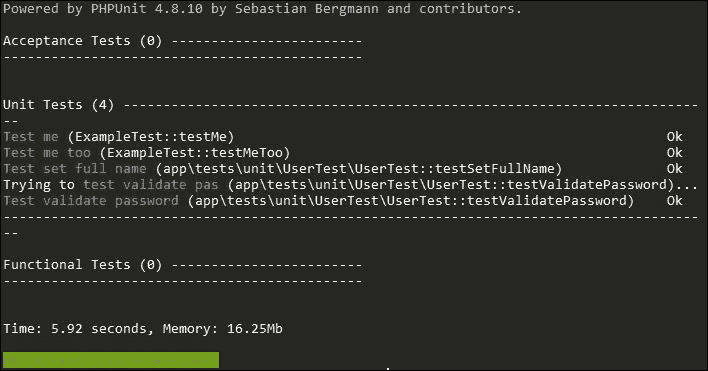 Powered by PHPUnit 4.8.10 by Sebastian Bergmann and contributors.
Acceptance Tests (0) ------------------------
---------------------------------------------
Unit Tests (4) ------------------------------------------------------------------------
--
Test me (ExampleTest::testMe) Ok
Test me too (ExampleTest::testMeToo) Ok
Test set full name (app\tests\unit\UserTest\UserTest::testSetFullName) Ok
Trying to test validate pas (app\tests\unit\UserTest\UserTest::testValidatePassword)...
Test validate password (app\tests\unit\UserTest\UserTest::testValidatePassword) Ok
---------------------------------------------------------------------------------------
--
Functional Tests (0) ------------------------
---------------------------------------------
Time: 5.92 seconds, Memory: 16.25Mb